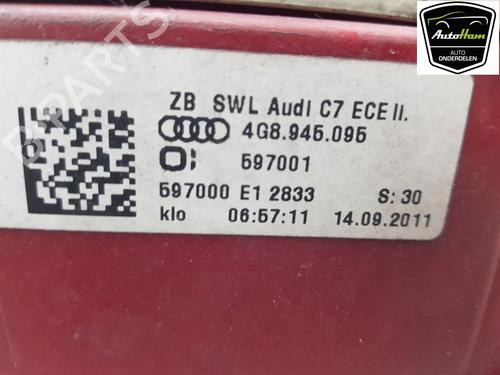 AutoHam
AUTO
ONDERDELEN
ZB SWL Audi C7 ECE II.
4G8.945.095
597001
597000 E1 2833 S: 30
klo 06:57:11 14.09.2011
B-PARTS